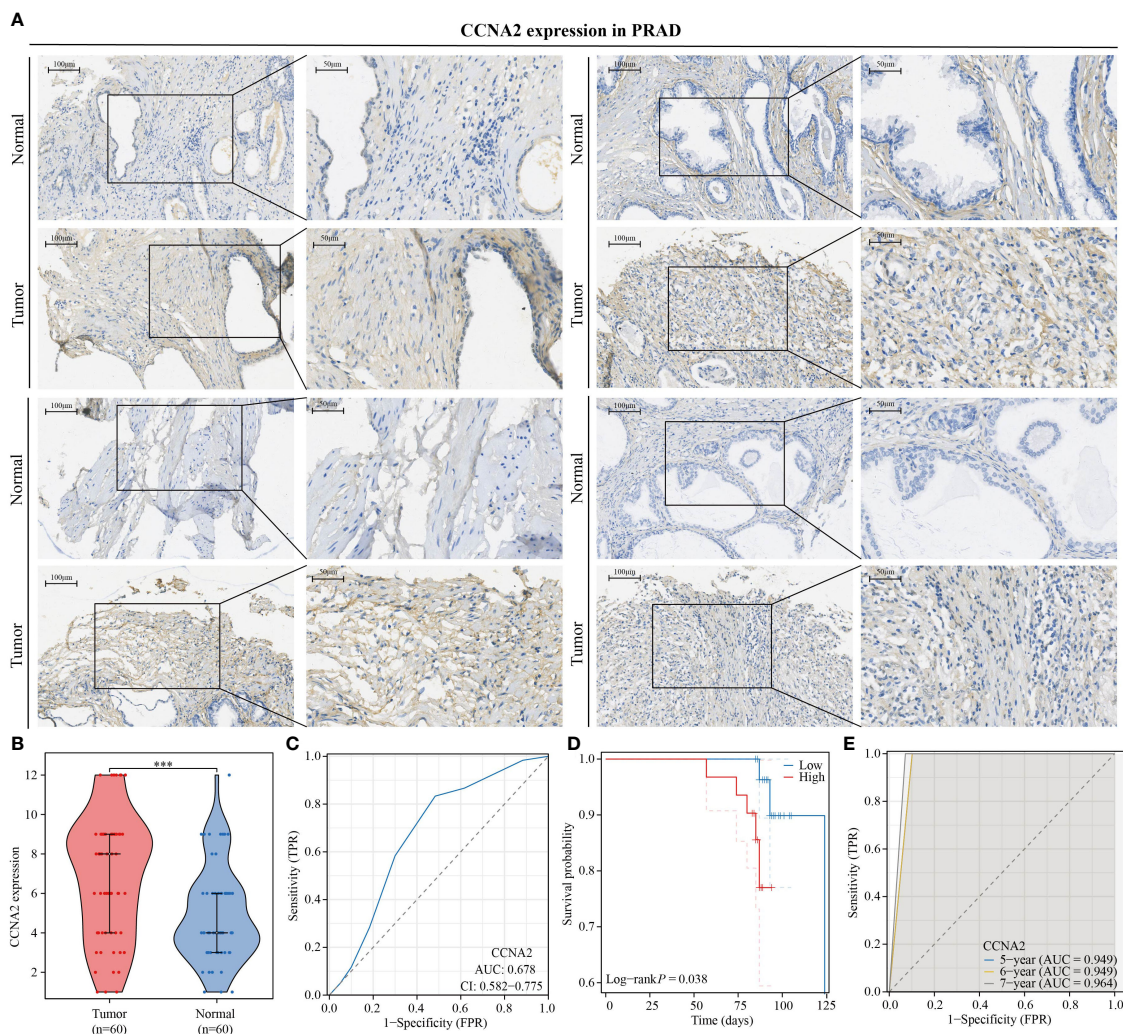 A
CCNA2 expression in PRAD
Normal
100μm
50μm
100μm
50μm
Tumor
100μm
50μm
100μm
50μm
Normal
100μm
50μm
100μm
50μm
Tumor
100μm
50μm
100μm
50μm
B
***
CCNA2 expression
12
10
8
6
4
2
Tumor
(n=60)
Normal
(n=60)
C
Sensitivity (TPR)
1.0
0.8
0.6
0.4
0.2
0.0
CCNA2
AUC: 0.678
CI: 0.582−0.775
0.0 0.2 0.4 0.6 0.8 1.0
1−Specificity (FPR)
D
Survival probability
1.0
0.9
0.8
0.7
0.6
Low
High
Log−rank P = 0.038
0 25 50 75 100 125
Time (days)
E
Sensitivity (TPR)
1.0
0.8
0.6
0.4
0.2
0.0
CCNA2
5−year (AUC = 0.949)
6−year (AUC = 0.949)
7−year (AUC = 0.964)
0.0 0.2 0.4 0.6 0.8 1.0
1−Specificity (FPR)